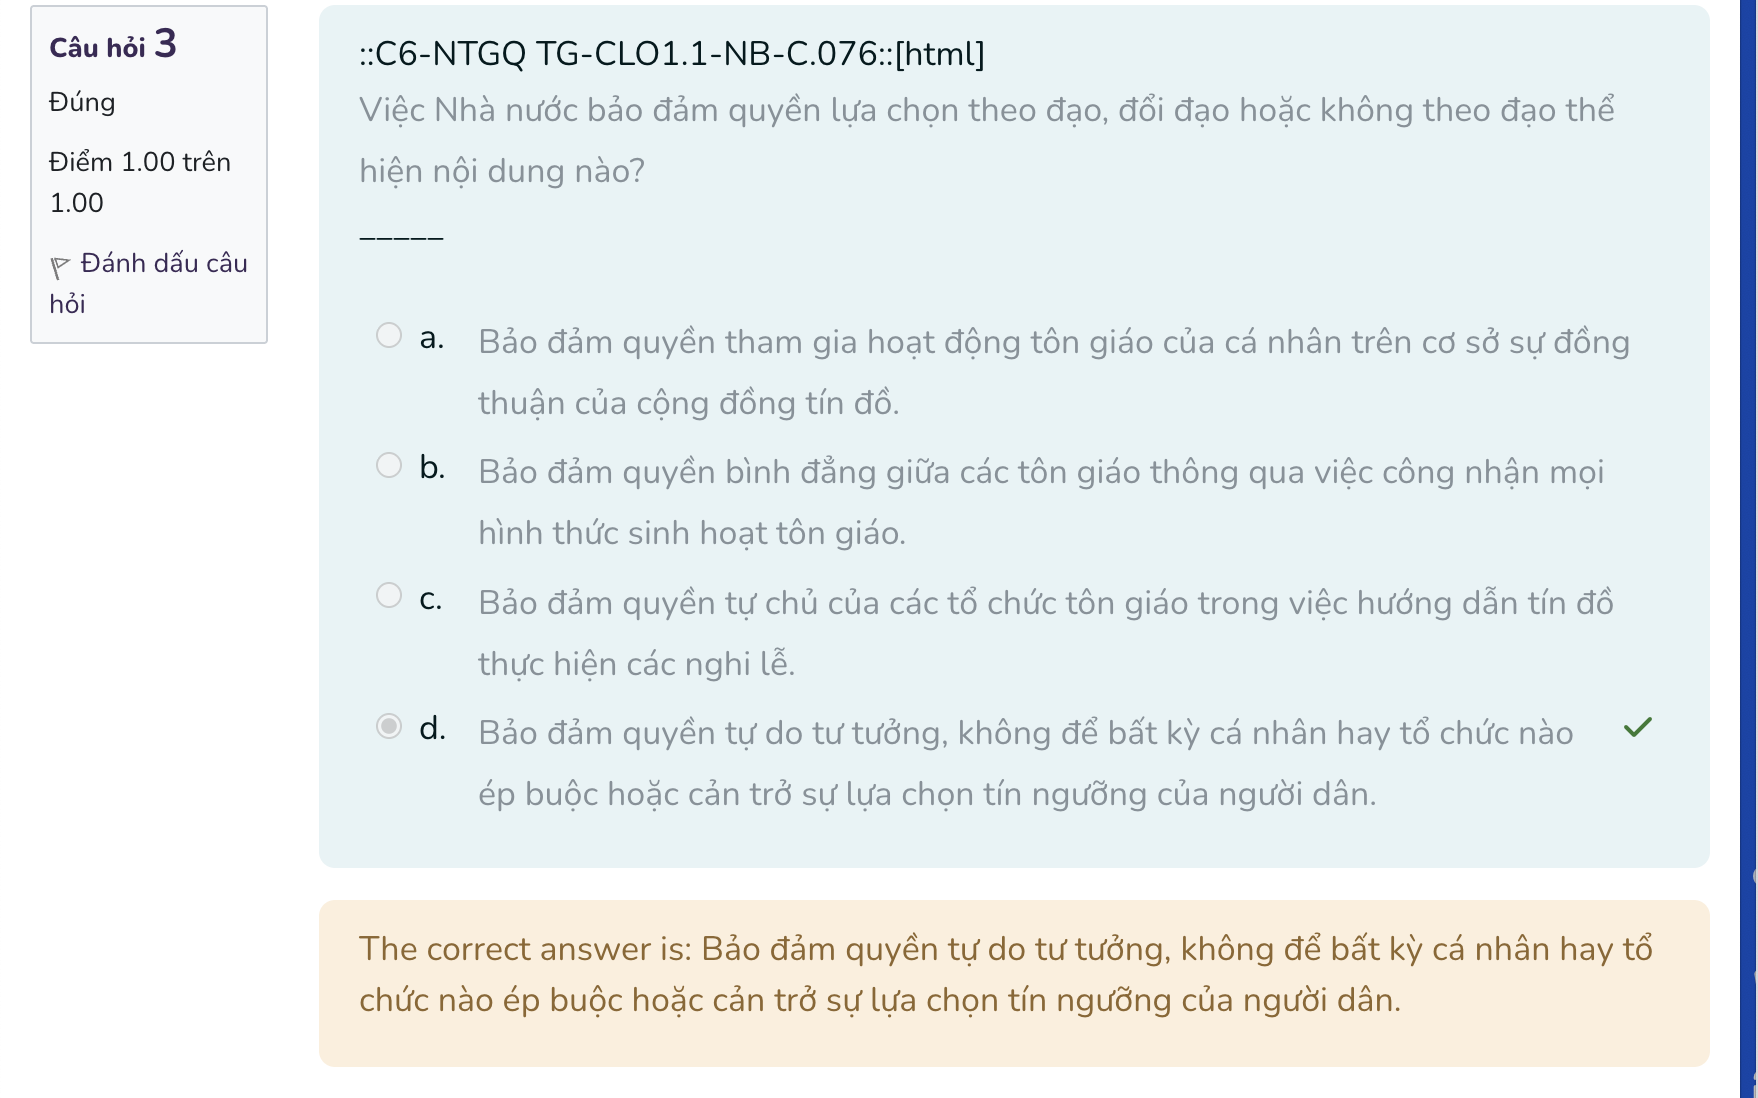 Câu hỏi 3
Đúng
Điểm 1.00 trên
1.00
Đánh dấu câu
hỏi
::C6-NTGQ TG-CLO1.1-NB-C.076::[html]
Việc Nhà nước bảo đảm quyền lựa chọn theo đạo, đổi đạo hoặc không theo đạo thể
hiện nội dung nào?
_____
a. Bảo đảm quyền tham gia hoạt động tôn giáo của cá nhân trên cơ sở sự đồng
thuận của cộng đồng tín đồ.
b. Bảo đảm quyền bình đẳng giữa các tôn giáo thông qua việc công nhận mọi
hình thức sinh hoạt tôn giáo.
c. Bảo đảm quyền tự chủ của các tổ chức tôn giáo trong việc hướng dẫn tín đồ
thực hiện các nghi lễ.
d. Bảo đảm quyền tự do tư tưởng, không để bất kỳ cá nhân hay tổ chức nào
ép buộc hoặc cản trở sự lựa chọn tín ngưỡng của người dân.
The correct answer is: Bảo đảm quyền tự do tư tưởng, không để bất kỳ cá nhân hay tổ
chức nào ép buộc hoặc cản trở sự lựa chọn tín ngưỡng của người dân.